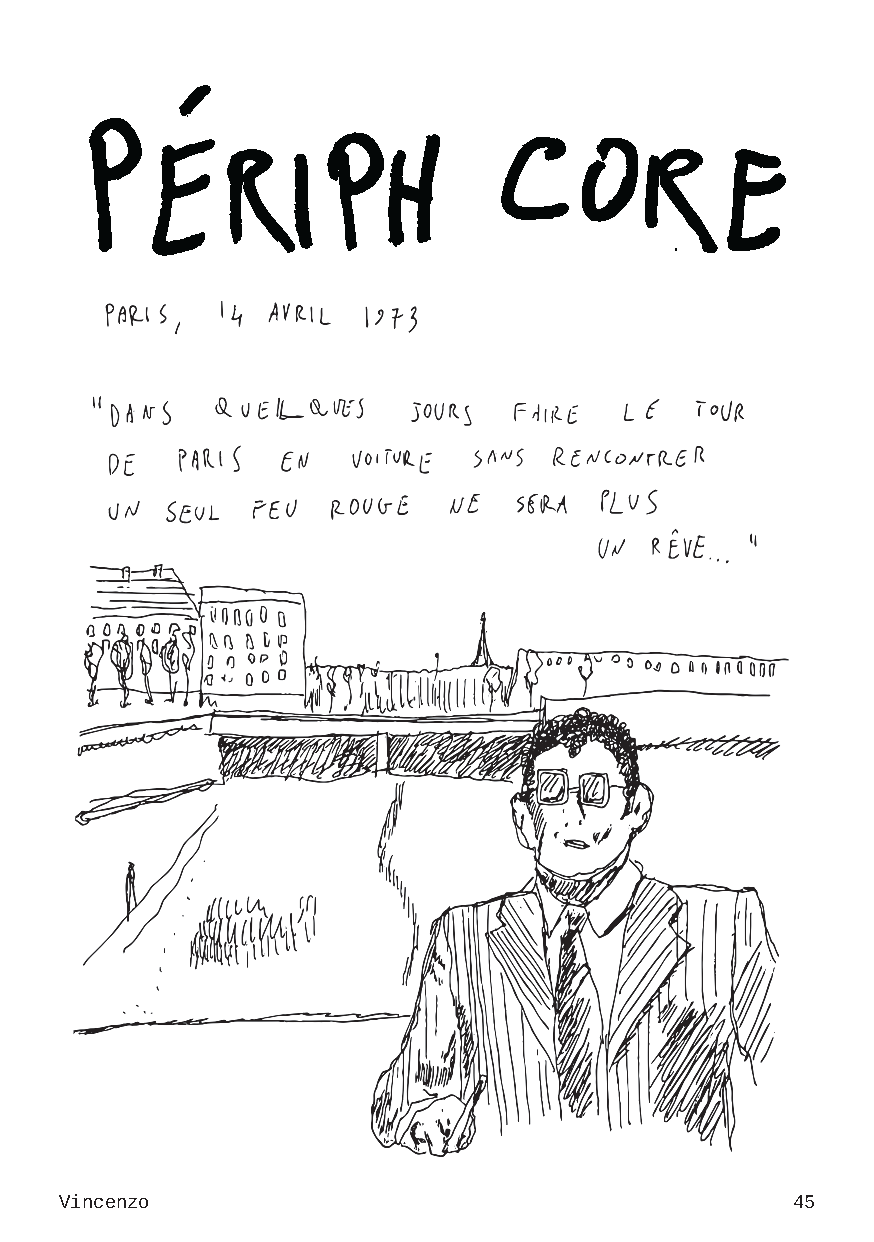 PÉRIPH CORE
PARIS, 14 AVRIL 1973
"DANS QUELQUES JOURS FAIRE LE TOUR
DE PARIS EN VOITURE SANS RENCONTRER
UN SEUL FEU ROUGE NE SERA PLUS
UN RÊVE... "
Vincenzo 45